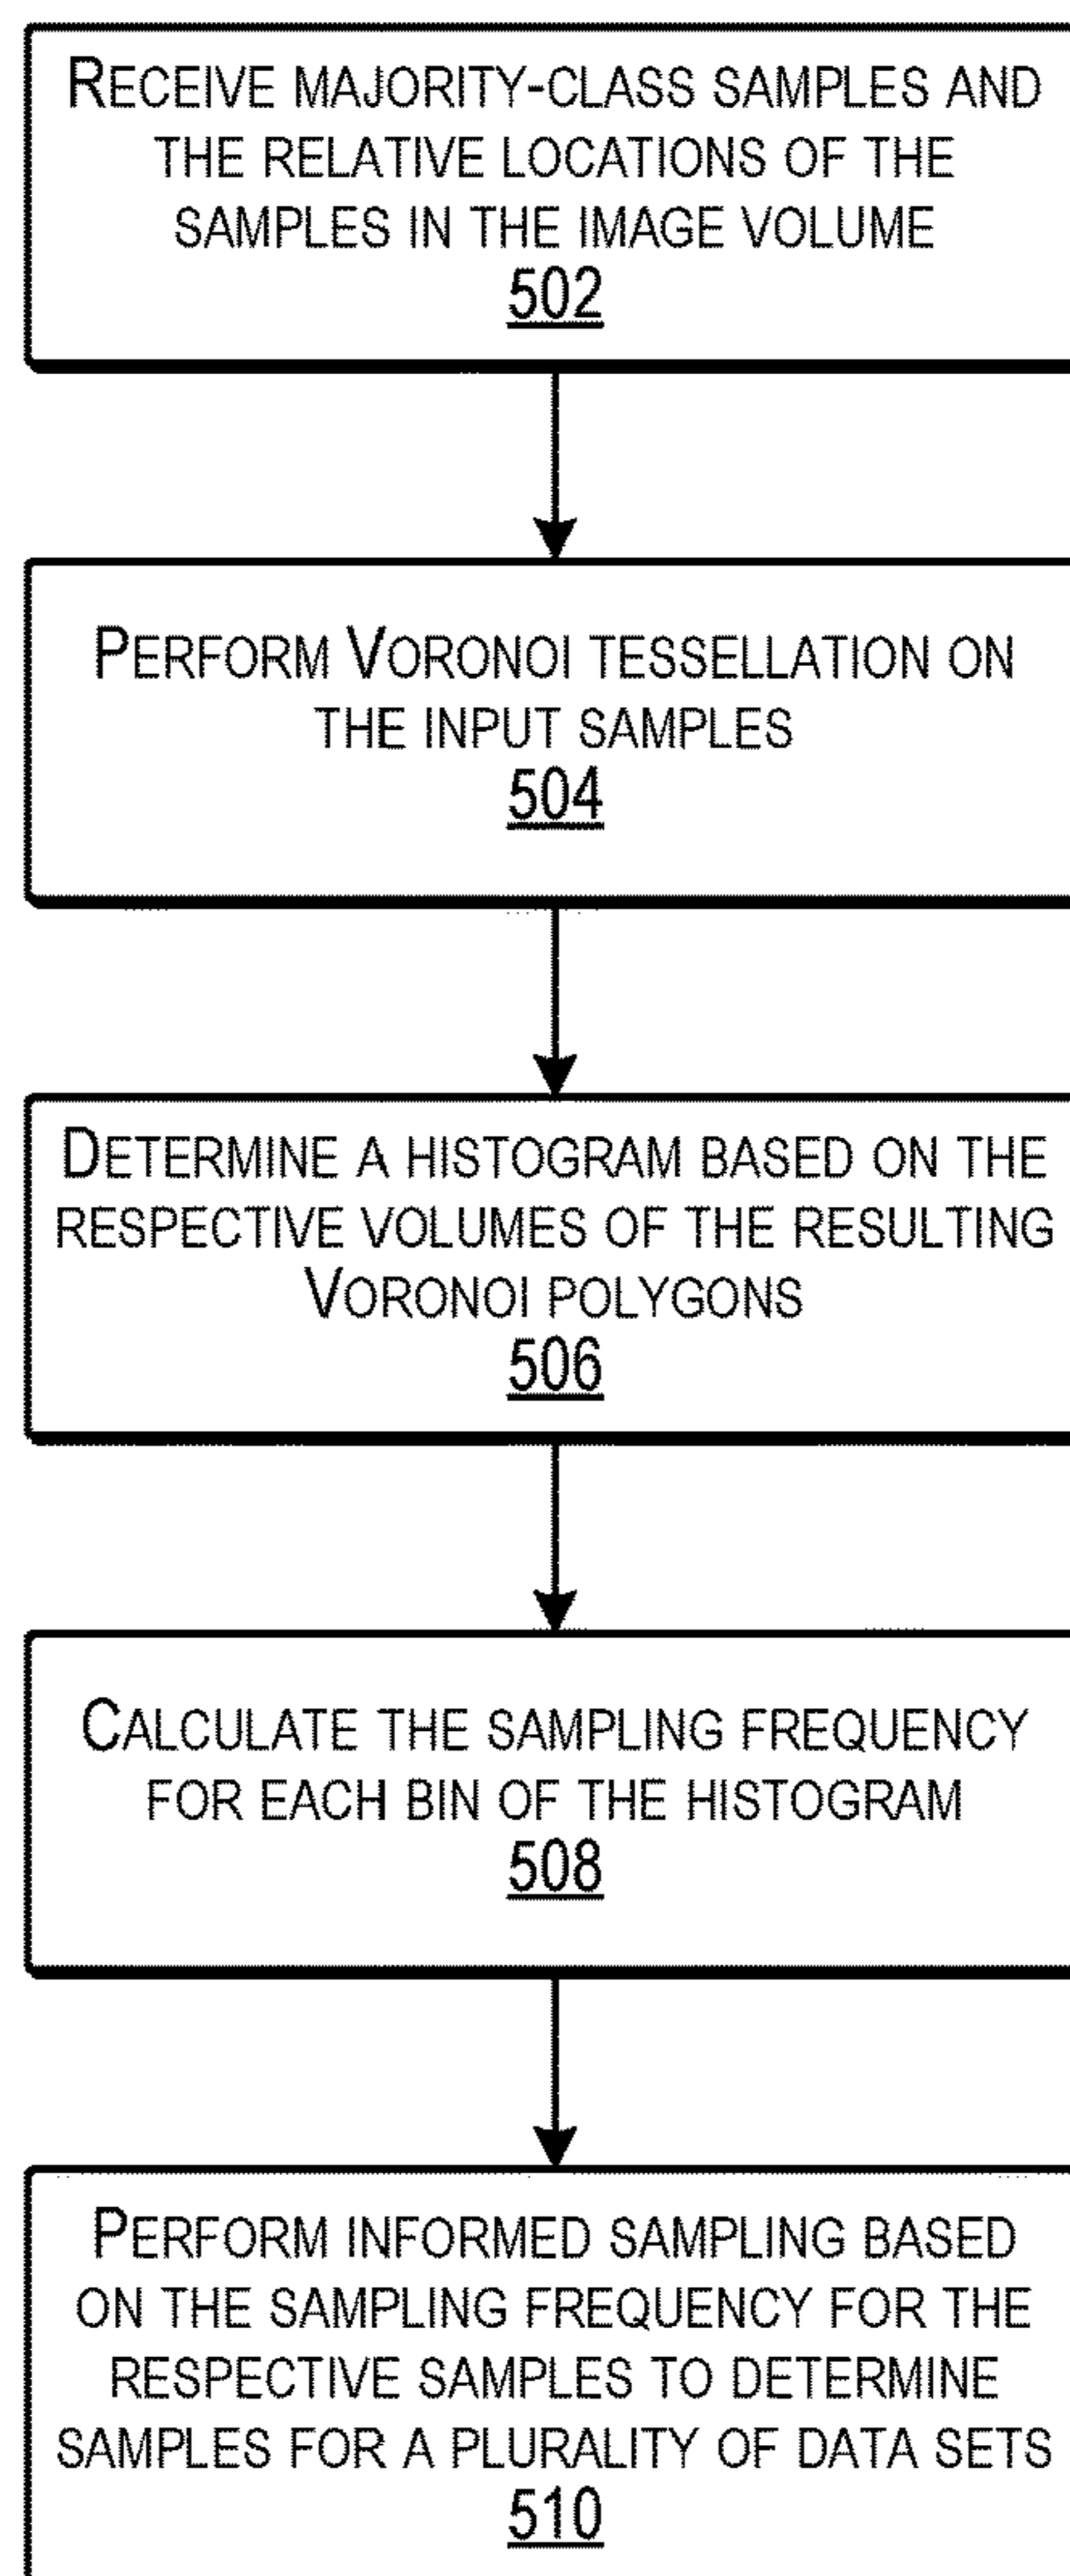 RECEIVE MAJORITY-CLASS SAMPLES AND
THE RELATIVE LOCATIONS OF THE
SAMPLES IN THE IMAGE VOLUME
502
PERFORM VORONOI TESSELLATION ON
THE INPUT SAMPLES
504
DETERMINE A HISTOGRAM BASED ON THE
RESPECTIVE VOLUMES OF THE RESULTING
VORONOI POLYGONS
506
CALCULATE THE SAMPLING FREQUENCY
FOR EACH BIN OF THE HISTOGRAM
508
PERFORM INFORMED SAMPLING BASED
ON THE SAMPLING FREQUENCY FOR THE
RESPECTIVE SAMPLES TO DETERMINE
SAMPLES FOR A PLURALITY OF DATA SETS
510